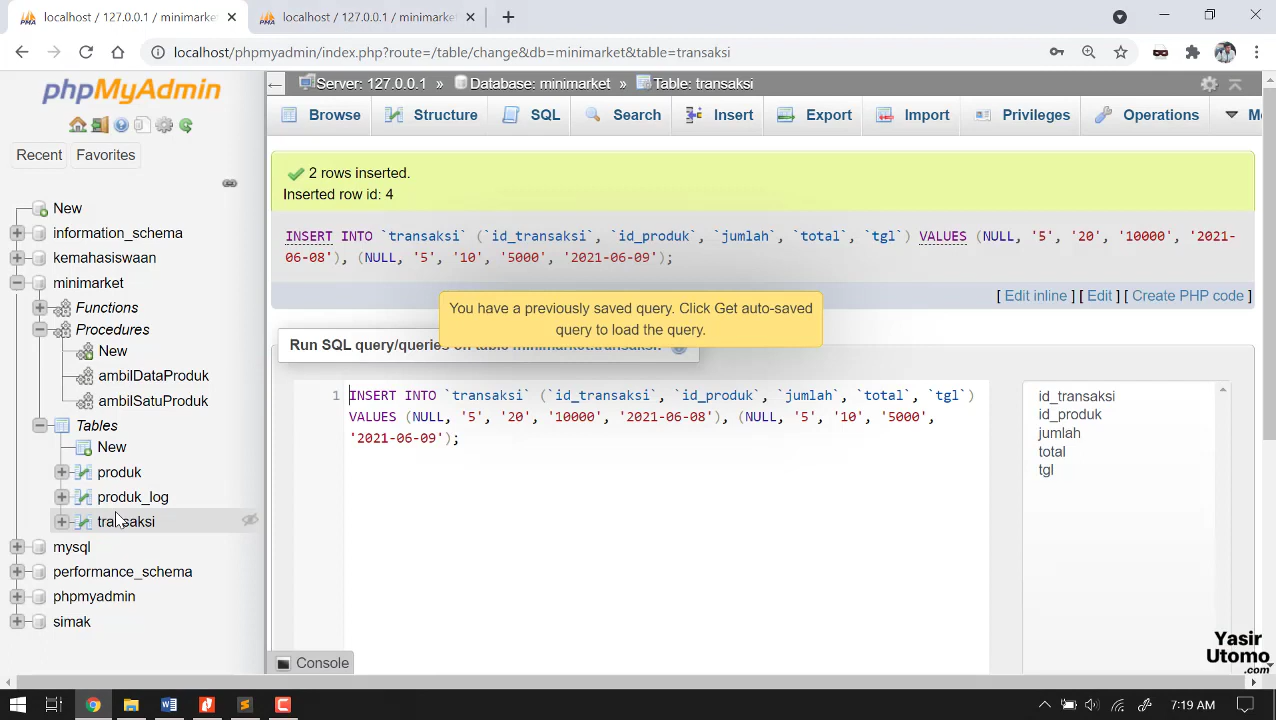 localhost / 127.0.0.1 / minimarke
localhost / 127.0.0.1 / minimarke
localhost/phpmyadmin/index.php?route=/table/change&db=minimarket&table=transaksi
phpMyAdmin
Recent
Favorites
New
information_schema
kemahasiswaan
minimarket
Functions
Procedures
New
ambilDataProduk
ambilSatuProduk
Tables
New
produk
produk_log
transaksi
mysql
performance_schema
phpmyadmin
simak
Server: 127.0.0.1 » Database: minimarket » Table: transaksi
Browse Structure SQL Search Insert Export Import Privileges Operations Mo
2 rows inserted.
Inserted row id: 4
INSERT INTO `transaksi` (`id_transaksi`, `id_produk`, `jumlah`, `total`, `tgl`) VALUES (NULL, '5', '20', '10000', '2021-
06-08'), (NULL, '5', '10', '5000', '2021-06-09');
[ Edit inline ] [ Edit ] [ Create PHP code ]
You have a previously saved query. Click Get auto-saved
query to load the query.
Run SQL query/queries on table minimarket.transaksi:
1 INSERT INTO `transaksi` (`id_transaksi`, `id_produk`, `jumlah`, `total`, `tgl`)
VALUES (NULL, '5', '20', '10000', '2021-06-08'), (NULL, '5', '10', '5000',
'2021-06-09');
id_transaksi
id_produk
jumlah
total
tgl
Console
Yasir
Utomo
.com
7:19 AM